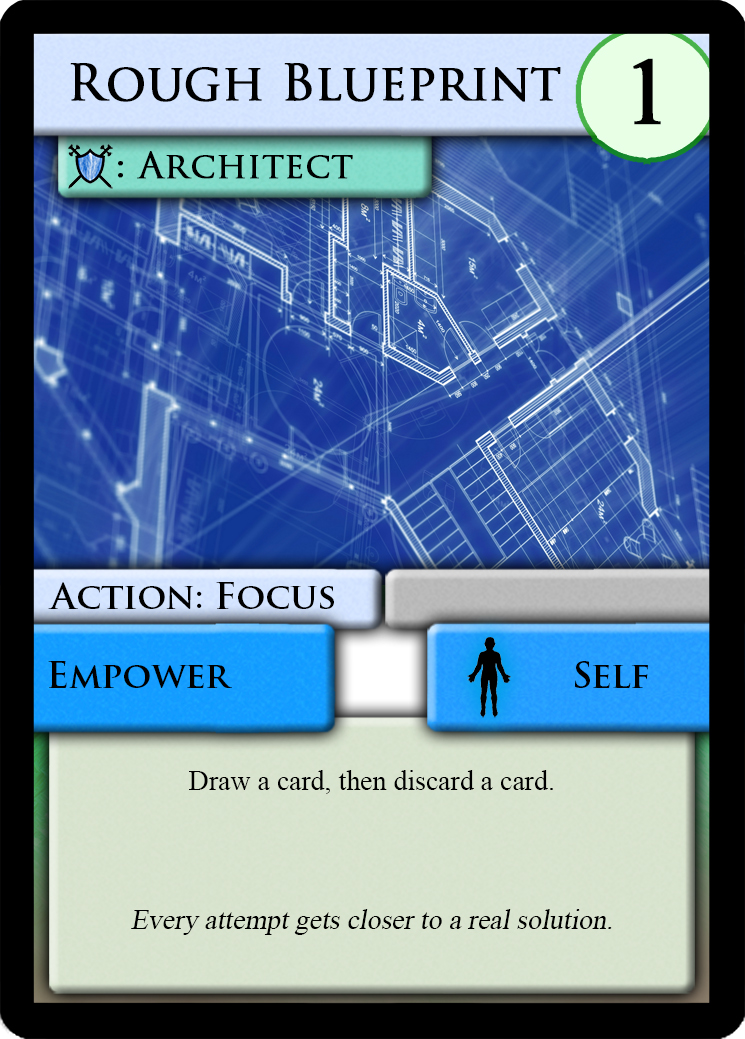 Rough Blueprint
1
: Architect
Action: Focus
Empower
Self
Draw a card, then discard a card.
Every attempt gets closer to a real solution.